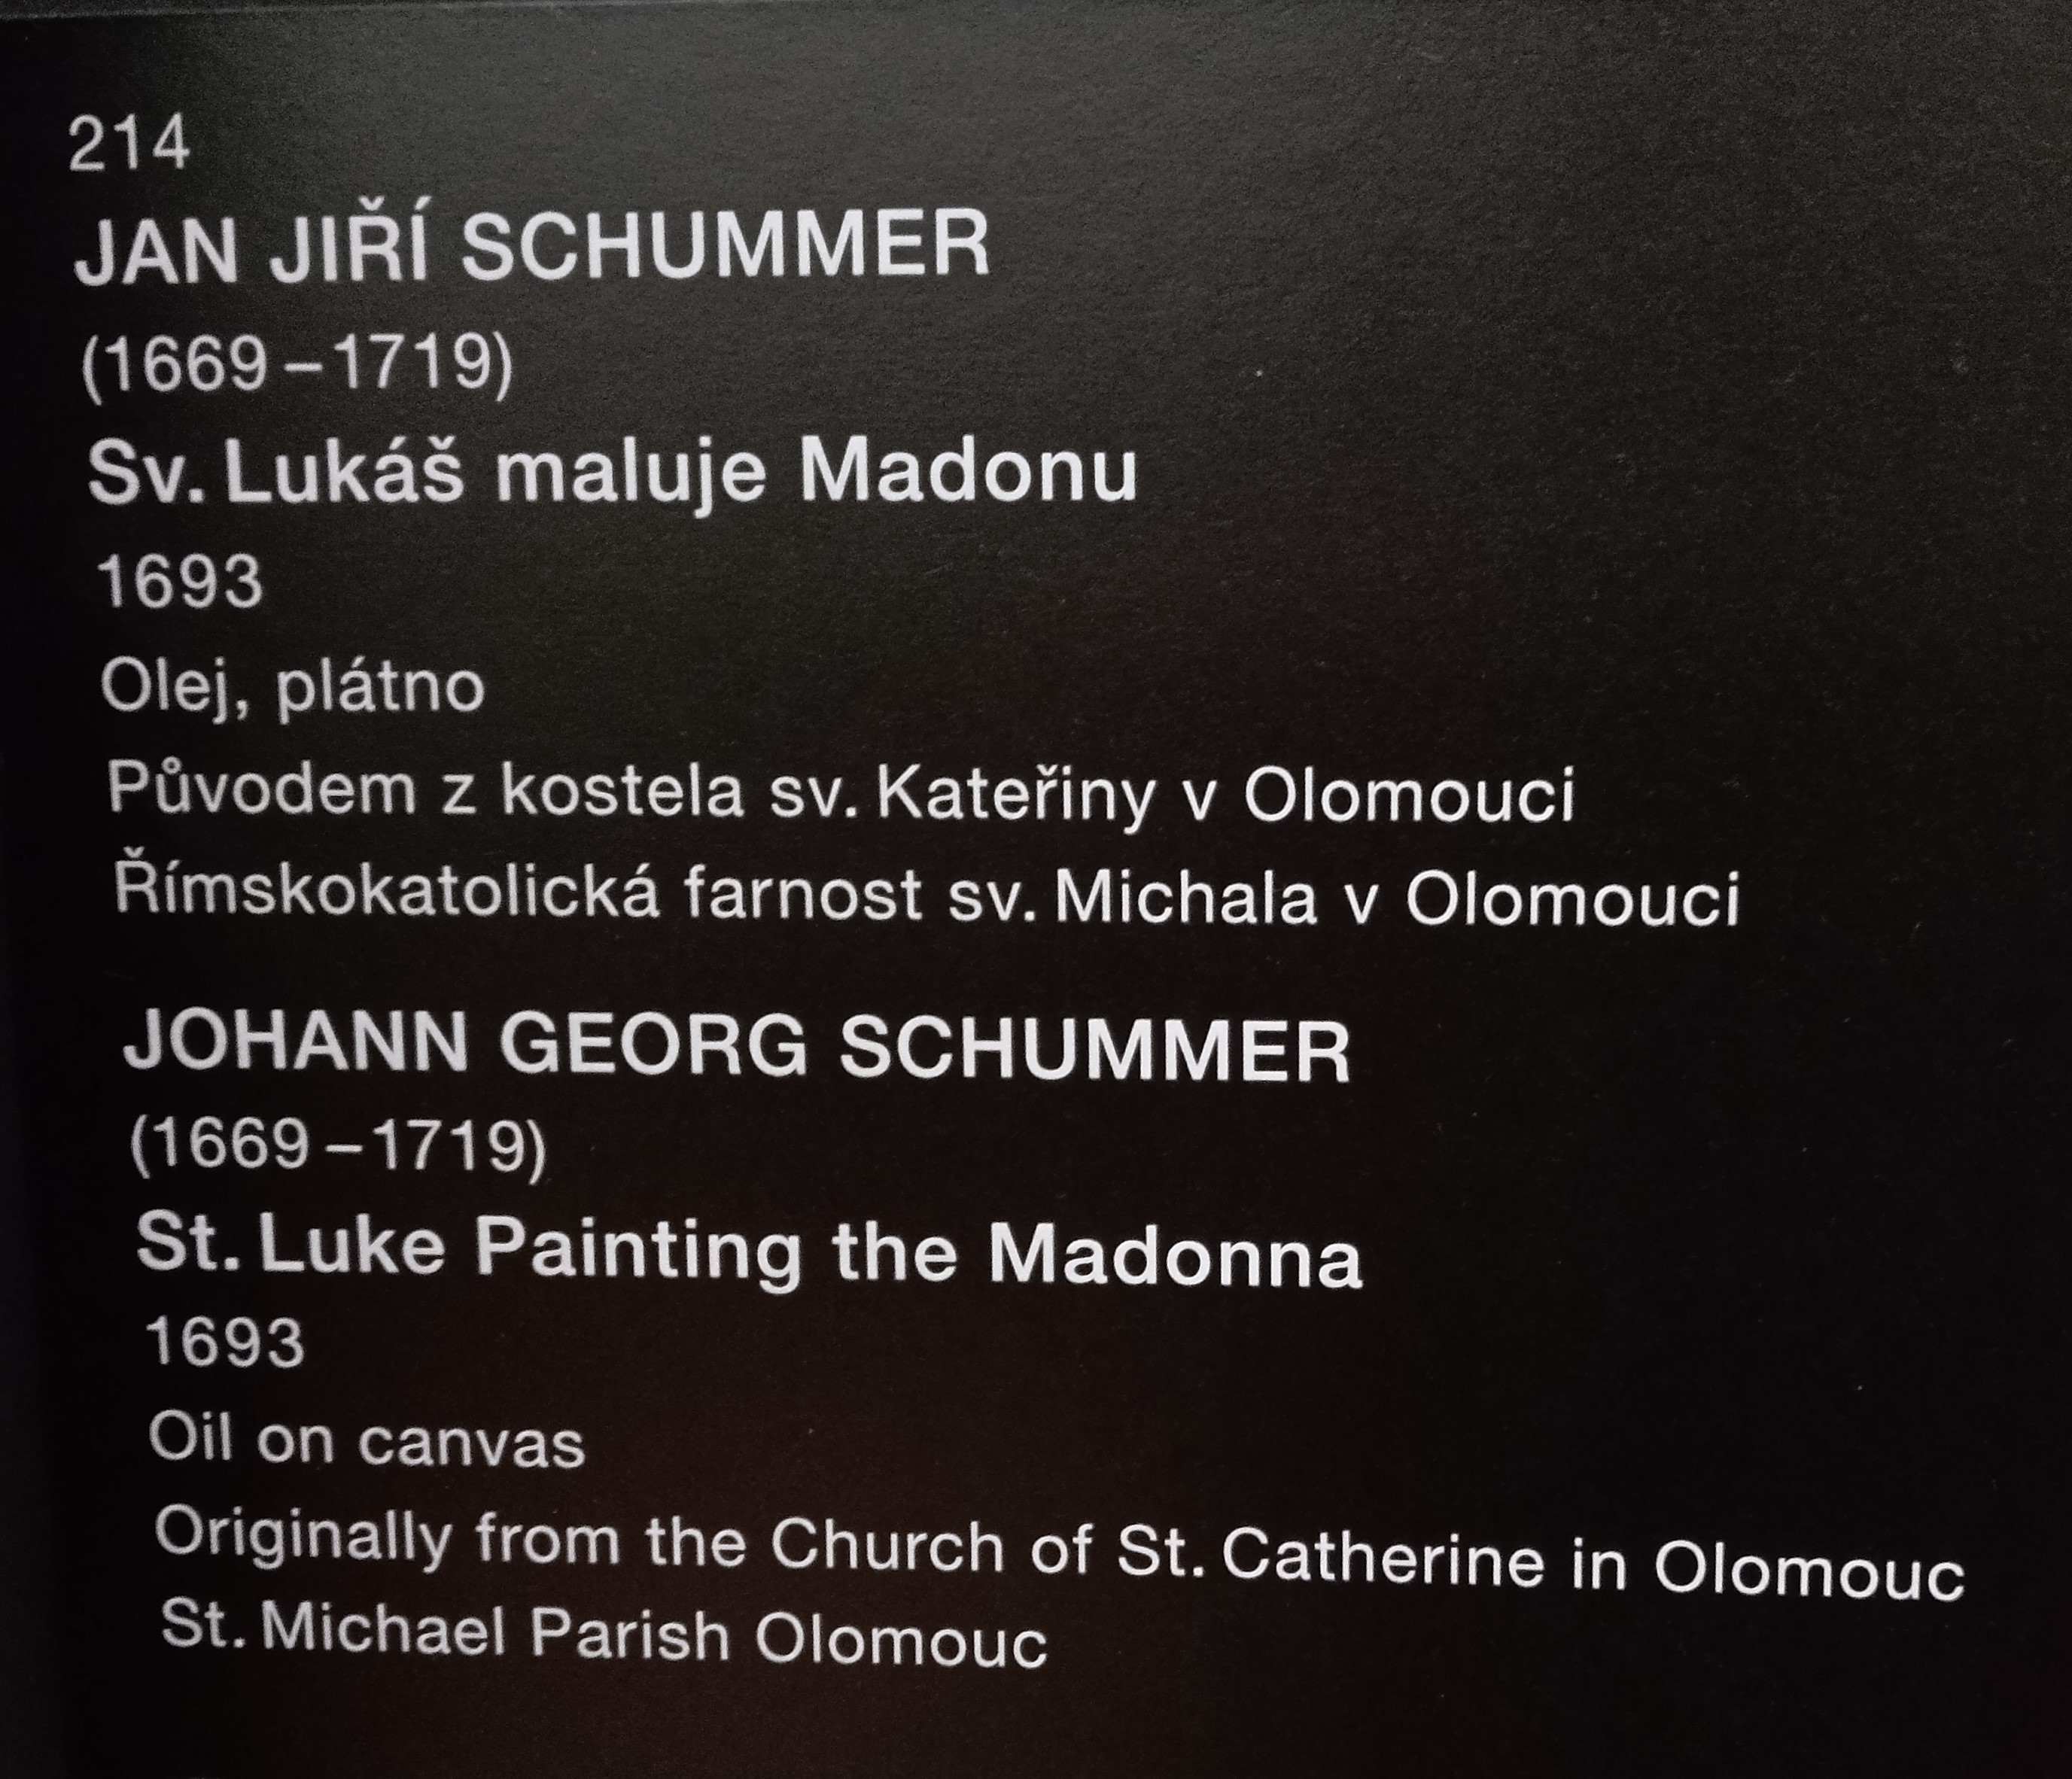 214
JAN JIŘÍ SCHUMMER
(1669–1719)
Sv. Lukáš maluje Madonu
1693
Olej, plátno
Původem z kostela sv. Kateřiny v Olomouci
Římskokatolická farnost sv. Michala v Olomouci
JOHANN GEORG SCHUMMER
(1669–1719)
St. Luke Painting the Madonna
1693
Oil on canvas
Originally from the Church of St. Catherine in Olomouc
St. Michael Parish Olomouc